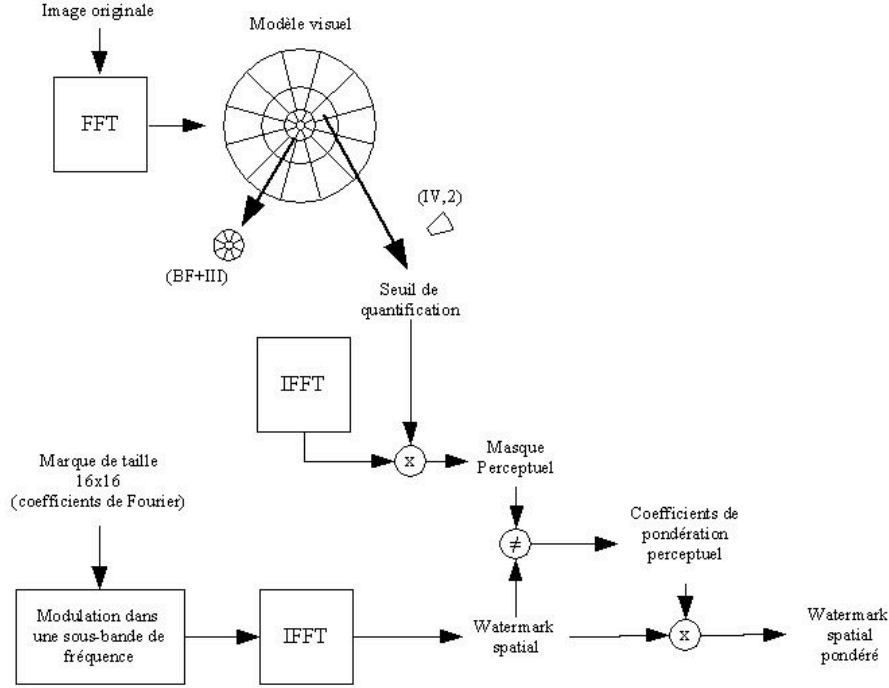 Image originale
Modèle visuel
FFT
(IV,2)
(BF+III)
Seuil de
quantification
IFFT
x
Masque
Perceptuel
Marque de taille
16x16
(coefficients de Fourier)
≠
Coefficients de
pondération
perceptuel
Modulation dans
une sous-bande de
fréquence
IFFT
Watermark
spatial
x
Watermark
spatial
pondéré